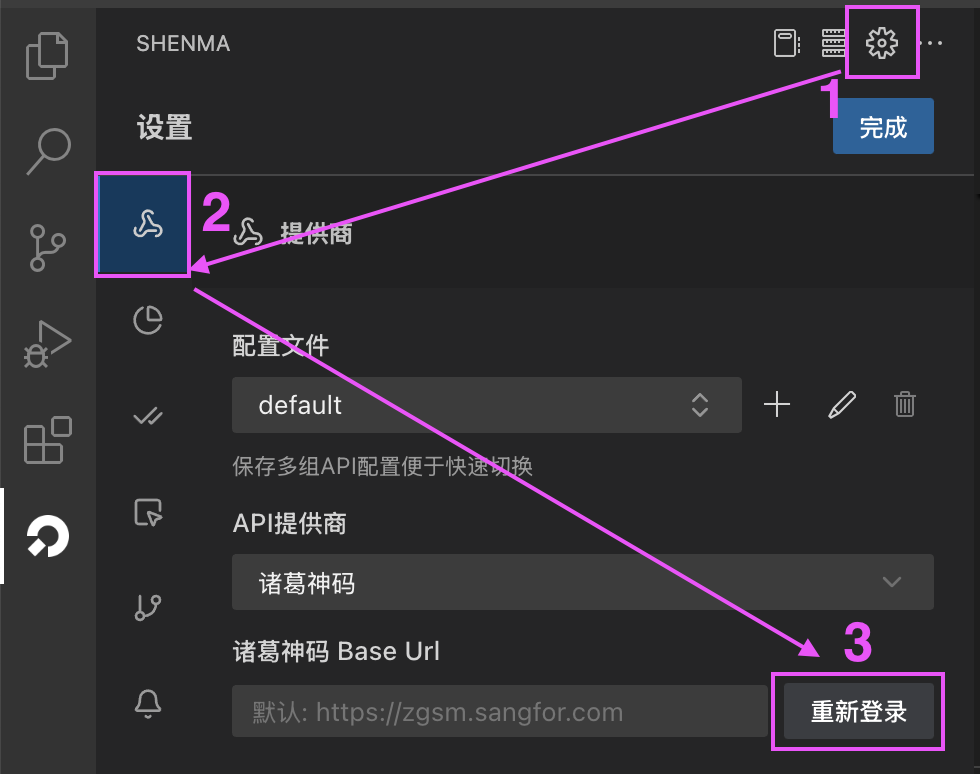 SHENMA
1
设置
完成
2
提供商
配置文件
default
保存多组API配置便于快速切换
API提供商
诸葛神码
诸葛神码 Base Url
3
默认: https://zgsm.sangfor.com
重新登录